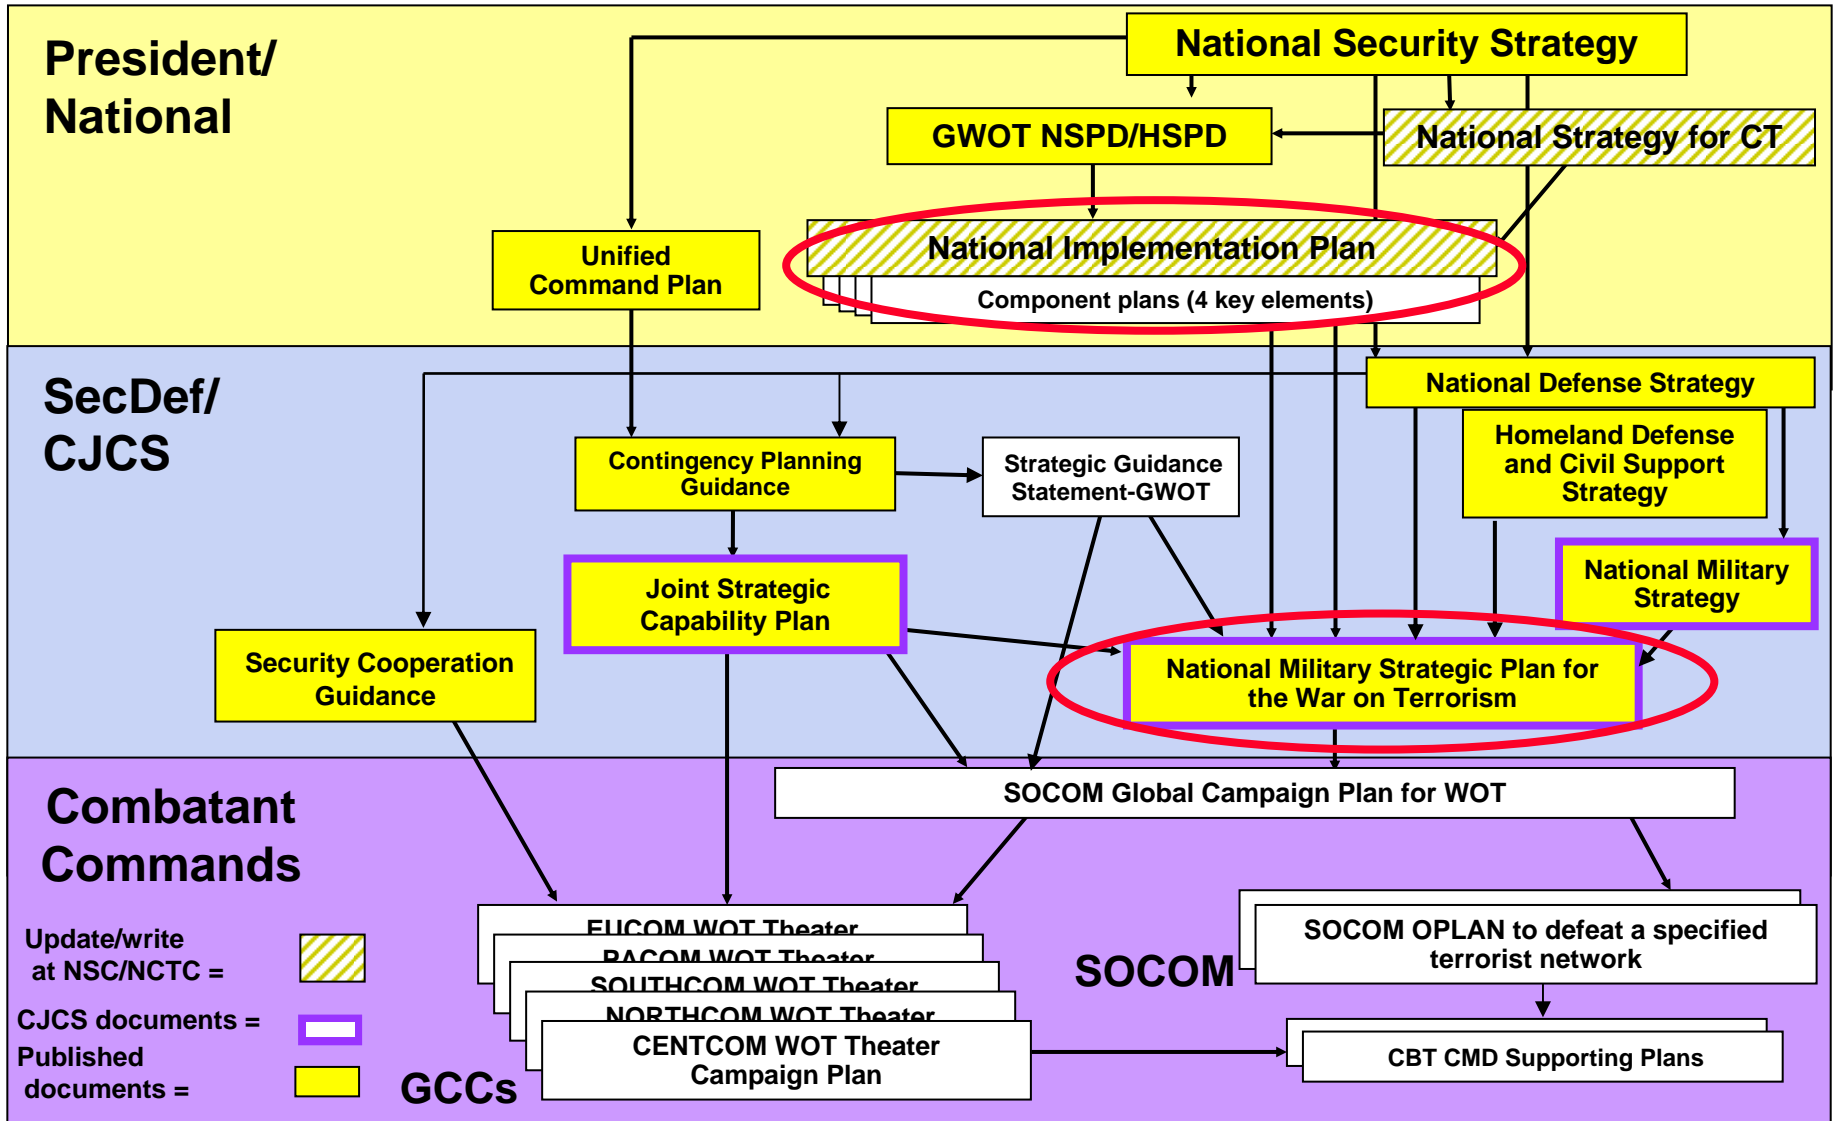 President/
National
National Security Strategy
GWOT NSPD/HSPD
National Strategy for CT
Unified
Command Plan
National Implementation Plan
Component plans (4 key elements)
SecDef/
CJCS
National Defense Strategy
Contingency Planning
Guidance
Strategic Guidance
Statement-GWOT
Homeland Defense
and Civil Support
Strategy
Joint Strategic
Capability Plan
National Military
Strategy
Security Cooperation
Guidance
National Military Strategic Plan for
the War on Terrorism
Combatant
Commands
SOCOM Global Campaign Plan for WOT
EUCOM WOT Theater
PACOM WOT Theater
SOUTHCOM WOT Theater
NORTHCOM WOT Theater
CENTCOM WOT Theater
Campaign Plan
GCCs
SOCOM
SOCOM OPLAN to defeat a specified
terrorist network
CBT CMD Supporting Plans
Update/write
at NSC/NCTC =
CJCS documents =
Published
documents =